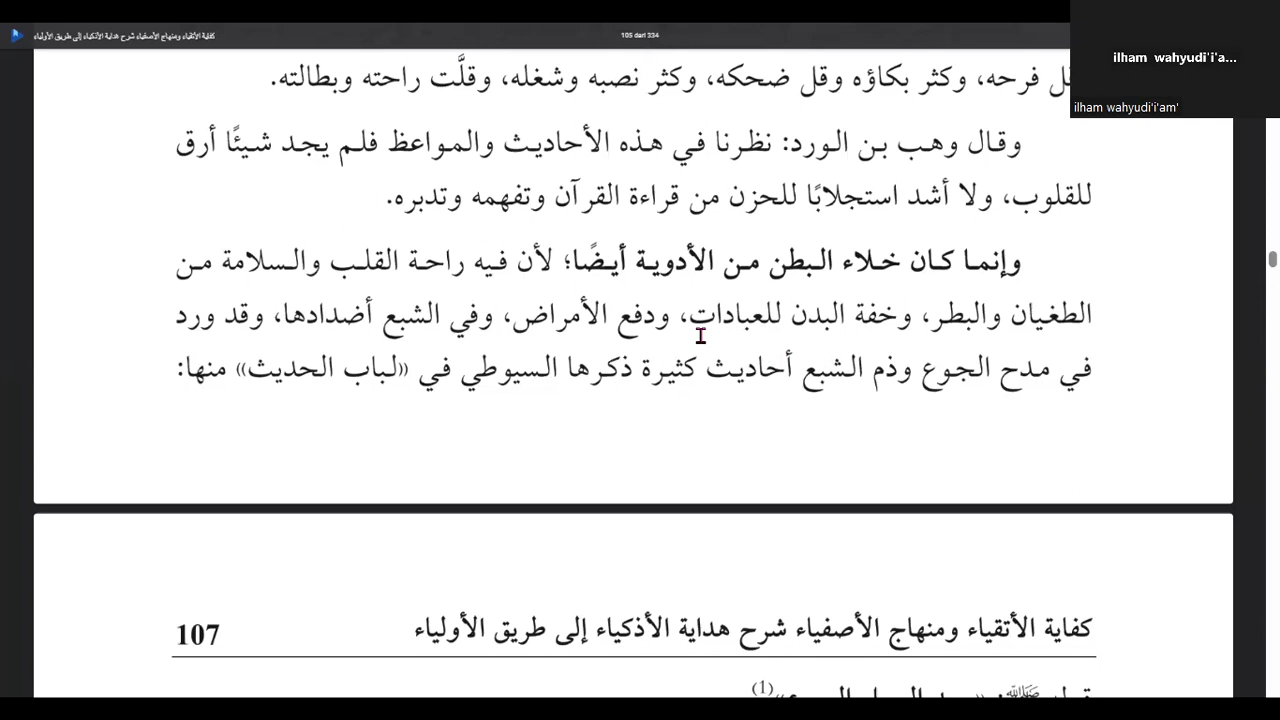 كفاية الأتقياء ومنهاج الأصفياء شرح هداية الأذكياء إلى طريق الأولياء
105 dari 334
ilham wahyudi'i'a...
ilham wahyudi'i'am'
فرحه، وكثر بكاؤه وقل ضحكه، وكثر نصبه وشغله، وقلَّت راحته وبطالته.
وقال وهب بن الورد: نظرنا في هذه الأحاديث والمواعظ فلم يجد شيئًا أرق
للقلوب، ولا أشد استجلابًا للحزن من قراءة القرآن وتفهمه وتدبره.
وإنما كان خلاء البطن من الأدوية أيضًا؛ لأن فيه راحة القلب والسلامة من
الطغيان والبطر، وخفة البدن للعبادات، ودفع الأمراض، وفي الشبع أضدادها، وقد ورد
في مدح الجوع وذم الشبع أحاديث كثيرة ذكرها السيوطي في «لباب الحديث» منها:
كفاية الأتقياء ومنهاج الأصفياء شرح هداية الأذكياء إلى طريق الأولياء 107
ﷺ (1)